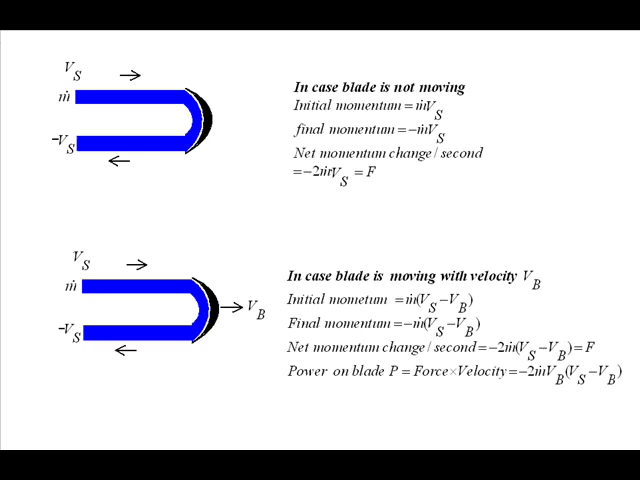 V_S
ṁ
−V_S
In case blade is not moving
Initial momentum = ṁV_S
final momentum = −ṁV_S
Net momentum change / second
= −2ṁV_S = F
V_S
ṁ
V_B
−V_S
In case blade is moving with velocity V_B
Initial mometum = ṁ(V_S − V_B)
Final momentum = −ṁ(V_S − V_B)
Net momentum change / second = −2ṁ(V_S − V_B) = F
Power on blade P = Force×Velocity = −2ṁV_B(V_S − V_B)